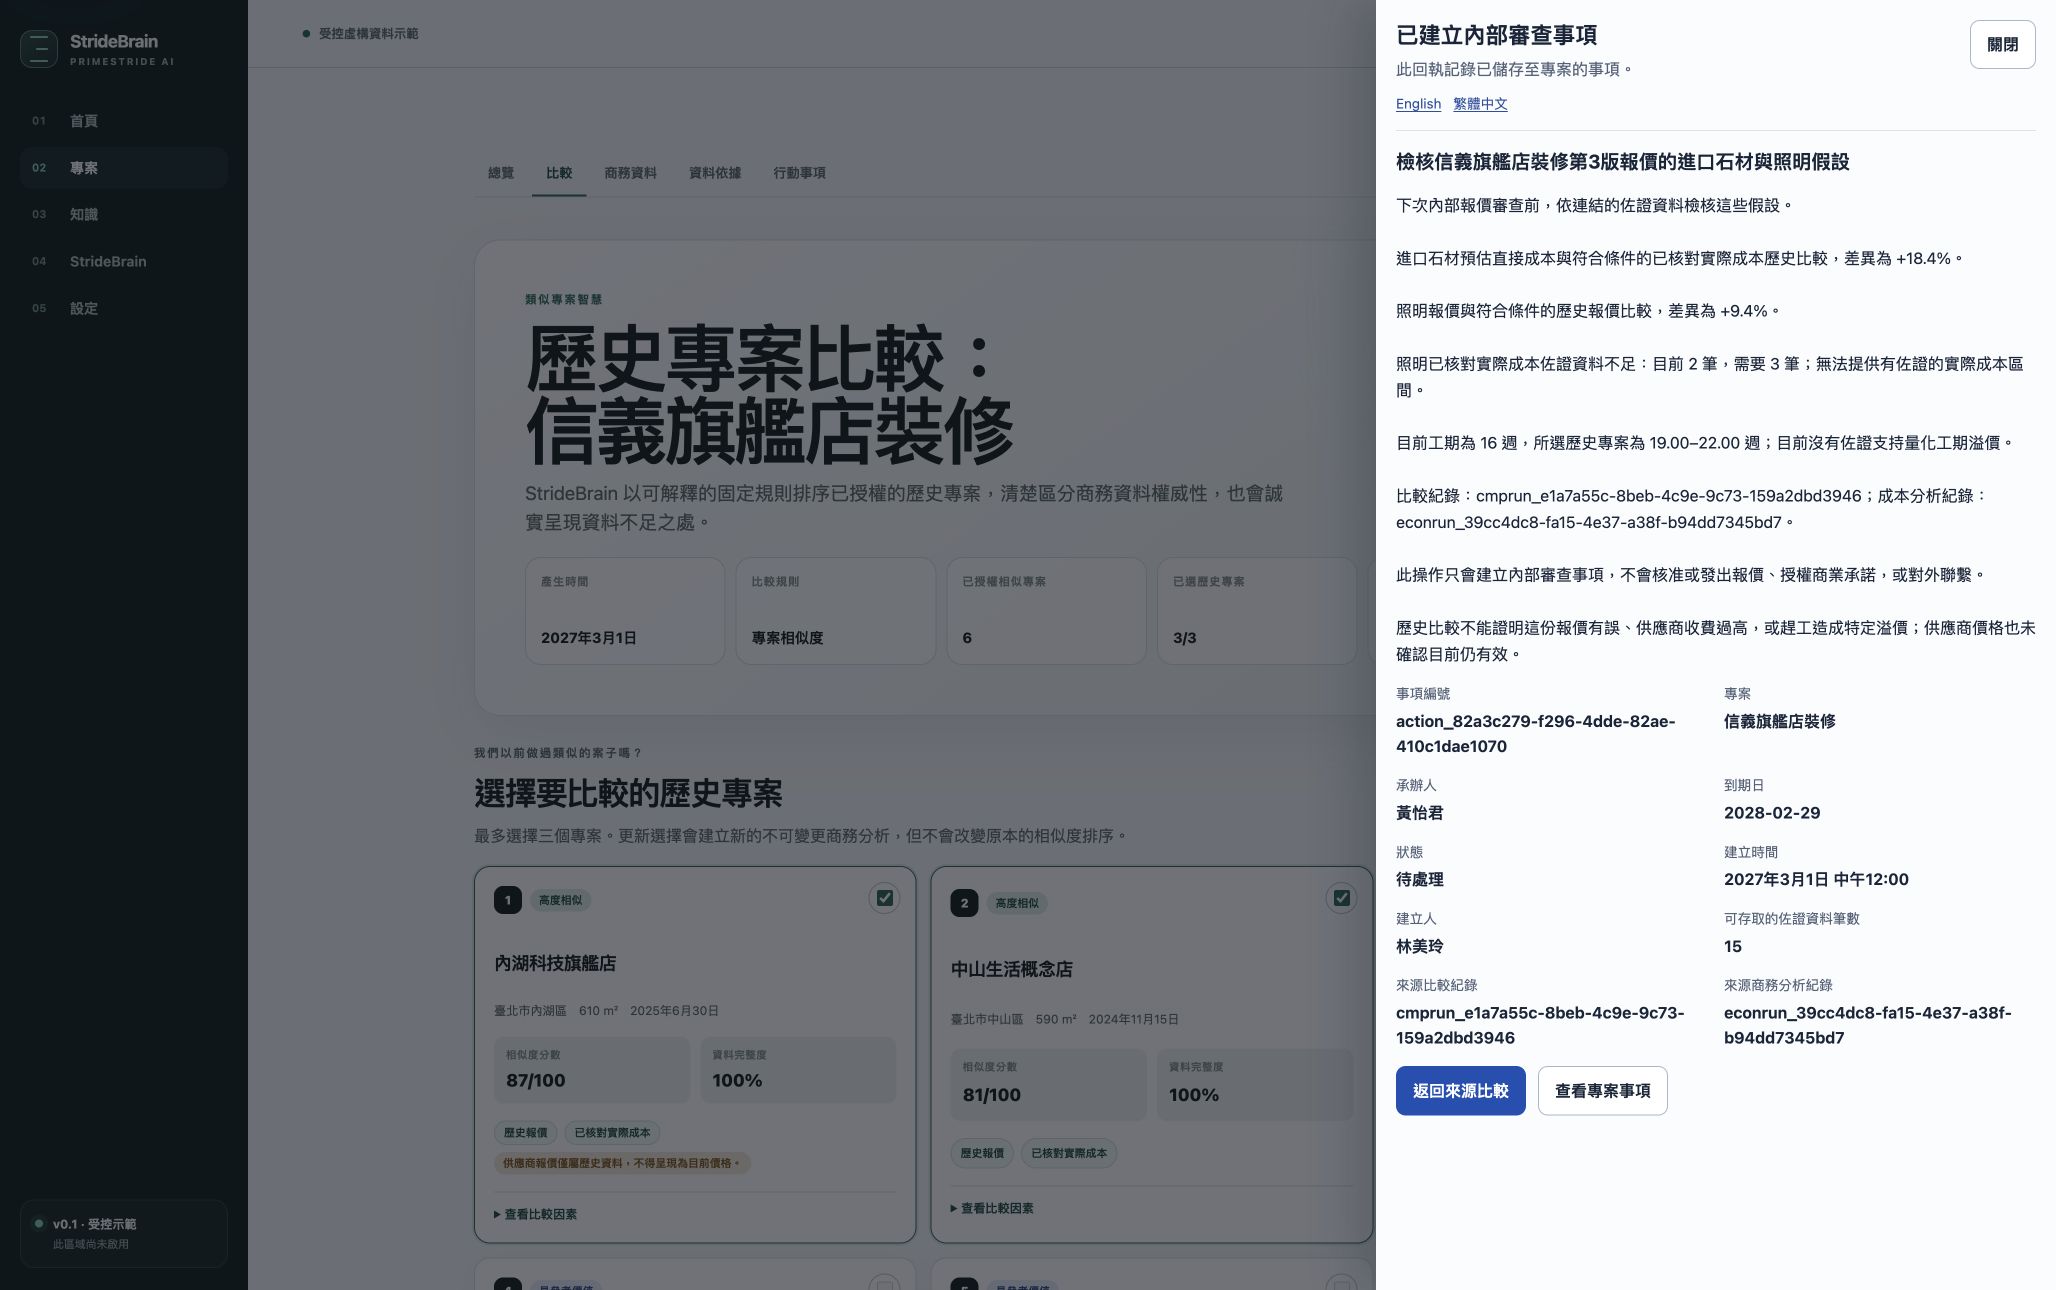 StrideBrain
PRIMESTRIDE AI
01 首頁
02 專案
03 知識
04 StrideBrain
05 設定
v0.1 · 受控示範
此區域尚未啟用
受控虛構資料示範
總覽 比較 商務資料 資料依據 行動事項
類似專案智慧
歷史專案比較：
信義旗艦店裝修
StrideBrain 以可解釋的固定規則排序已授權的歷史專案，清楚區分商務資料權威性，也會誠
實呈現資料不足之處。
產生時間
2027年3月1日
比較規則
專案相似度
已授權相似專案
6
已選歷史專案
3/3
我們以前做過類似的案子嗎？
選擇要比較的歷史專案
最多選擇三個專案。更新選擇會建立新的不可變更商務分析，但不會改變原本的相似度排序。
1 高度相似
內湖科技旗艦店
臺北市內湖區 610 m² 2025年6月30日
相似度分數
87/100
資料完整度
100%
歷史報價 已核對實際成本
供應商報價僅屬歷史資料，不得呈現為目前價格。
▸ 查看比較因素
2 高度相似
中山生活概念店
臺北市中山區 590 m² 2024年11月15日
相似度分數
81/100
資料完整度
100%
歷史報價 已核對實際成本
▸ 查看比較因素
已建立內部審查事項
此回執記錄已儲存至專案的事項。
English 繁體中文
關閉
檢核信義旗艦店裝修第3版報價的進口石材與照明假設
下次內部報價審查前，依連結的佐證資料檢核這些假設。
進口石材預估直接成本與符合條件的已核對實際成本歷史比較，差異為 +18.4%。
照明報價與符合條件的歷史報價比較，差異為 +9.4%。
照明已核對實際成本佐證資料不足：目前 2 筆，需要 3 筆；無法提供有佐證的實際成本區
間。
目前工期為 16 週，所選歷史專案為 19.00–22.00 週；目前沒有佐證支持量化工期溢價。
比較紀錄：cmprun_e1a7a55c-8beb-4c9e-9c73-159a2dbd3946；成本分析紀錄：
econrun_39cc4dc8-fa15-4e37-a38f-b94dd7345bd7。
此操作只會建立內部審查事項，不會核准或發出報價、授權商業承諾，或對外聯繫。
歷史比較不能證明這份報價有誤、供應商收費過高，或趕工造成特定溢價；供應商價格也未
確認目前仍有效。
事項編號
action_82a3c279-f296-4dde-82ae-
410c1dae1070
專案
信義旗艦店裝修
承辦人
黃怡君
到期日
2028-02-29
狀態
待處理
建立時間
2027年3月1日 中午12:00
建立人
林美玲
可存取的佐證資料筆數
15
來源比較紀錄
cmprun_e1a7a55c-8beb-4c9e-9c73-
159a2dbd3946
來源商務分析紀錄
econrun_39cc4dc8-fa15-4e37-a38f-
b94dd7345bd7
返回來源比較 查看專案事項